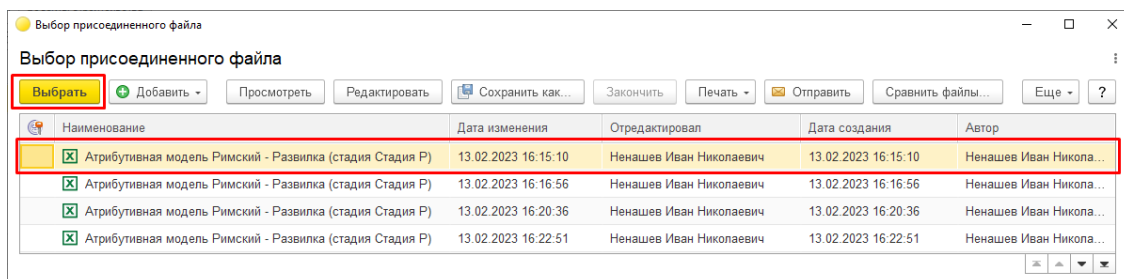 Выбор присоединенного файла
Выбор присоединенного файла
Выбрать Добавить Просмотреть Редактировать Сохранить как... Закончить Печать Отправить Сравнить файлы... Еще ?
Наименование Дата изменения Отредактировал Дата создания Автор
Атрибутивная модель Римский - Развилка (стадия Стадия Р) 13.02.2023 16:15:10 Ненашев Иван Николаевич 13.02.2023 16:15:10 Ненашев Иван Никола...
Атрибутивная модель Римский - Развилка (стадия Стадия Р) 13.02.2023 16:16:56 Ненашев Иван Николаевич 13.02.2023 16:16:56 Ненашев Иван Никола...
Атрибутивная модель Римский - Развилка (стадия Стадия Р) 13.02.2023 16:20:36 Ненашев Иван Николаевич 13.02.2023 16:20:36 Ненашев Иван Никола...
Атрибутивная модель Римский - Развилка (стадия Стадия Р) 13.02.2023 16:22:51 Ненашев Иван Николаевич 13.02.2023 16:22:51 Ненашев Иван Никола...